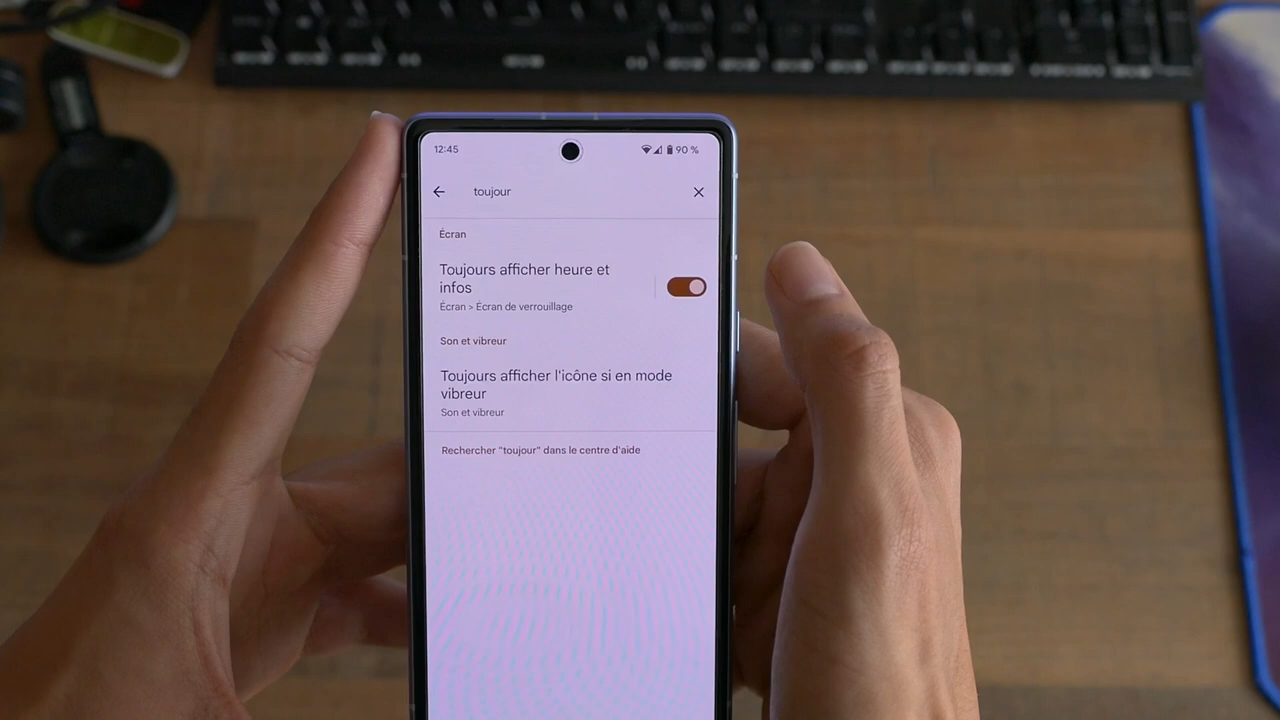 12:45 90 %
toujour
Écran
Toujours afficher heure et
infos
Écran > Écran de verrouillage
Son et vibreur
Toujours afficher l'icône si en mode
vibreur
Son et vibreur
Rechercher "toujour" dans le centre d'aide